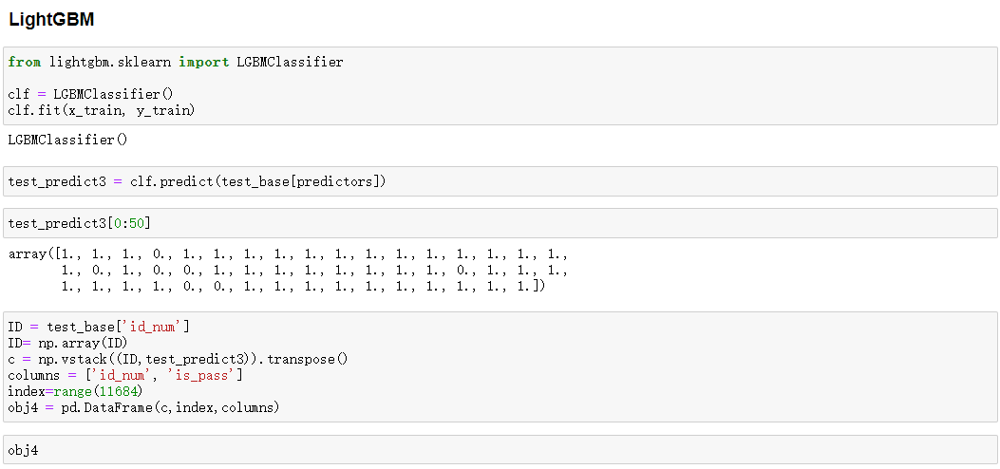 LightGBM
from lightgbm.sklearn import LGBMClassifier
clf = LGBMClassifier()
clf.fit(x_train, y_train)
LGBMClassifier()
test_predict3 = clf.predict(test_base[predictors])
test_predict3[0:50]
array([1., 1., 1., 0., 1., 1., 1., 1., 1., 1., 1., 1., 1., 1., 1., 1., 1.,
1., 0., 1., 0., 0., 1., 1., 1., 1., 1., 1., 1., 1., 0., 1., 1., 1.,
1., 1., 1., 1., 0., 0., 1., 1., 1., 1., 1., 1., 1., 1., 1., 1.])
ID = test_base['id_num']
ID= np.array(ID)
c = np.vstack((ID,test_predict3)).transpose()
columns = ['id_num', 'is_pass']
index=range(11684)
obj4 = pd.DataFrame(c,index,columns)
obj4